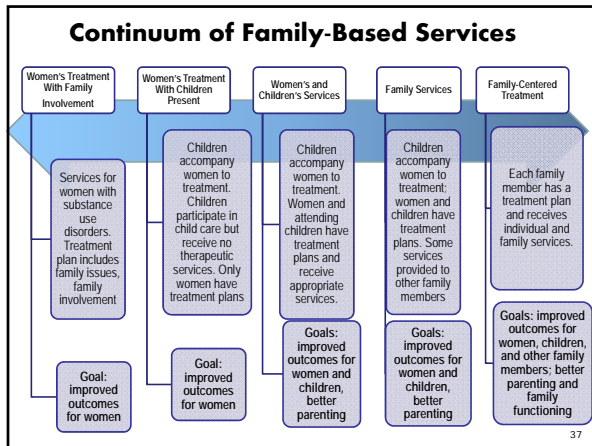 Continuum of Family-Based Services
Women's Treatment
With Family
Involvement
Services for
women with
substance
use
disorders.
Treatment
plan includes
family issues,
family
involvement
Goal:
improved
outcomes
for women
Women's Treatment
With Children
Present
Children
accompany
women to
treatment.
Children
participate in
child care but
receive no
therapeutic
services. Only
women have
treatment plans
Goal:
improved
outcomes
for women
Women's and
Children's Services
Children
accompany
women to
treatment.
Women and
attending
children have
treatment
plans and
receive
appropriate
services.
Goals:
improved
outcomes for
women and
children,
better
parenting
Family Services
Children
accompany
women to
treatment;
women and
children have
treatment
plans. Some
services
provided to
other family
members
Goals:
improved
outcomes for
women and
children,
better
parenting
Family-Centered
Treatment
Each family
member has a
treatment plan
and receives
individual and
family services.
Goals: improved
outcomes for
women, children,
and other family
members; better
parenting and
family
functioning
37